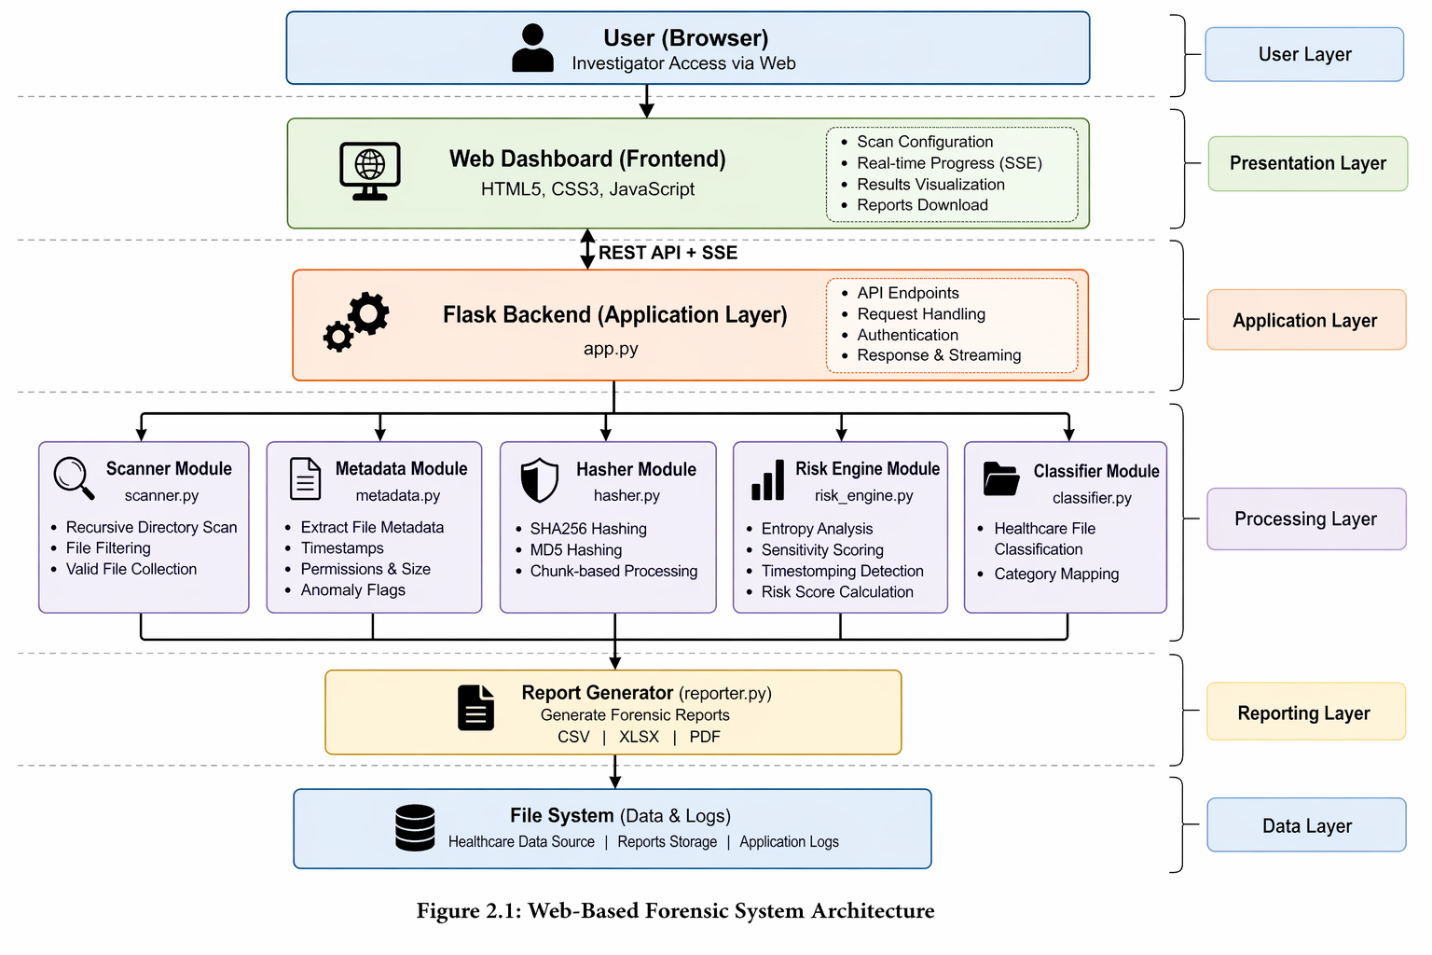 User (Browser)
Investigator Access via Web
User Layer
Web Dashboard (Frontend)
HTML5, CSS3, JavaScript
• Scan Configuration
• Real-time Progress (SSE)
• Results Visualization
• Reports Download
Presentation Layer
REST API + SSE
Flask Backend (Application Layer)
app.py
• API Endpoints
• Request Handling
• Authentication
• Response & Streaming
Application Layer
Scanner Module
scanner.py
• Recursive Directory Scan
• File Filtering
• Valid File Collection
Metadata Module
metadata.py
• Extract File Metadata
• Timestamps
• Permissions & Size
• Anomaly Flags
Hasher Module
hasher.py
• SHA256 Hashing
• MD5 Hashing
• Chunk-based Processing
Risk Engine Module
risk_engine.py
• Entropy Analysis
• Sensitivity Scoring
• Timestomping Detection
• Risk Score Calculation
Classifier Module
classifier.py
• Healthcare File
Classification
• Category Mapping
Processing Layer
Report Generator (reporter.py)
Generate Forensic Reports
CSV | XLSX | PDF
Reporting Layer
File System (Data & Logs)
Healthcare Data Source | Reports Storage | Application Logs
Data Layer
Figure 2.1: Web-Based Forensic System Architecture